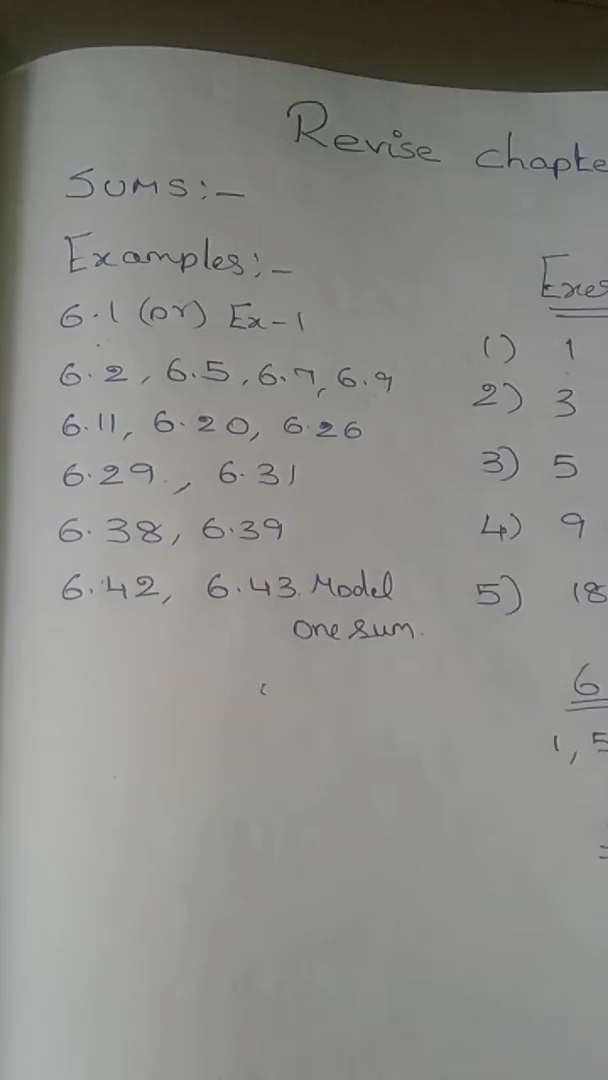 Revise
SUMS:-
Examples:-
6.1 (or) Ex-1
6.2, 6.5, 6.7, 6.9
6.11, 6.20, 6.26
6.29, 6.31
6.38, 6.39
6.42, 6.43. Model
one sum.
1) 1
2) 3
3) 5
4) 9
5) 18
6
1, 5